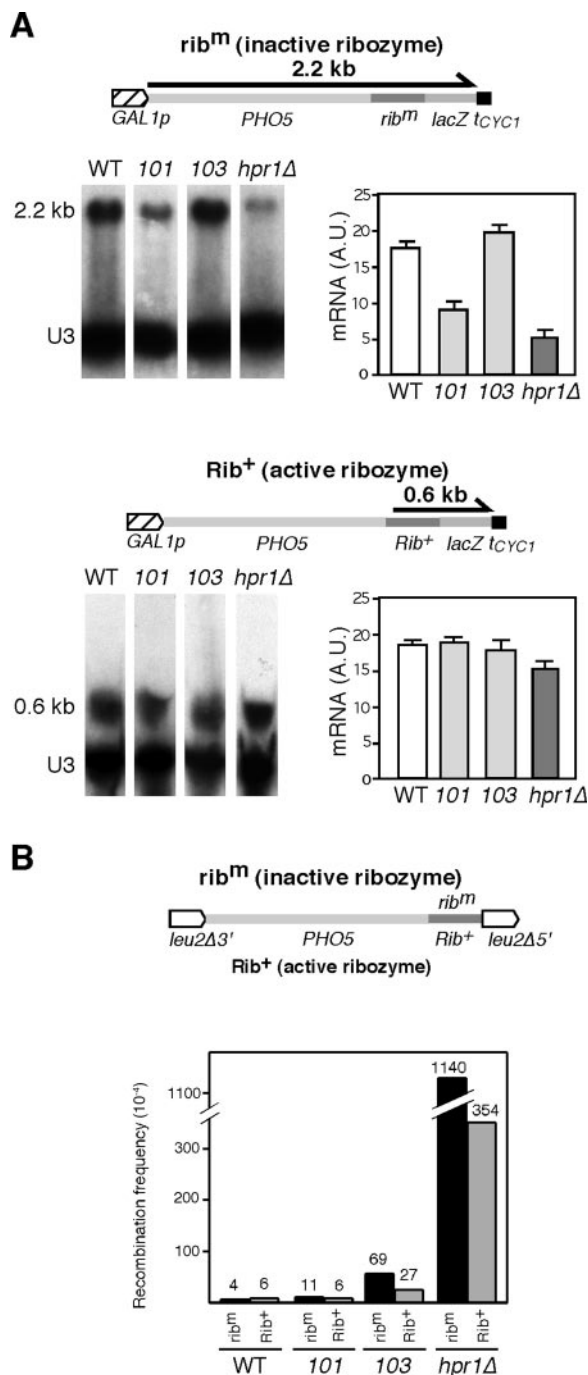 A
rib^m (inactive ribozyme)
2.2 kb
GAL1p PHO5 rib^m lacZ t_CYC1
WT 101 103 hpr1Δ
2.2 kb
U3
mRNA (A.U.)
25
20
15
10
5
0
WT 101 103 hpr1Δ
Rib^+ (active ribozyme)
0.6 kb
GAL1p PHO5 Rib^+ lacZ t_CYC1
WT 101 103 hpr1Δ
0.6 kb
U3
mRNA (A.U.)
25
20
15
10
5
0
WT 101 103 hpr1Δ
B
rib^m (inactive ribozyme)
rib^m
leu2Δ3' PHO5 Rib^+ leu2Δ5'
Rib^+ (active ribozyme)
Recombination frequency (10^-4)
1100
300
200
100
4 6 11 6 69 27 1140 354
rib^m Rib^+ rib^m Rib^+ rib^m Rib^+ rib^m Rib^+
WT 101 103 hpr1Δ